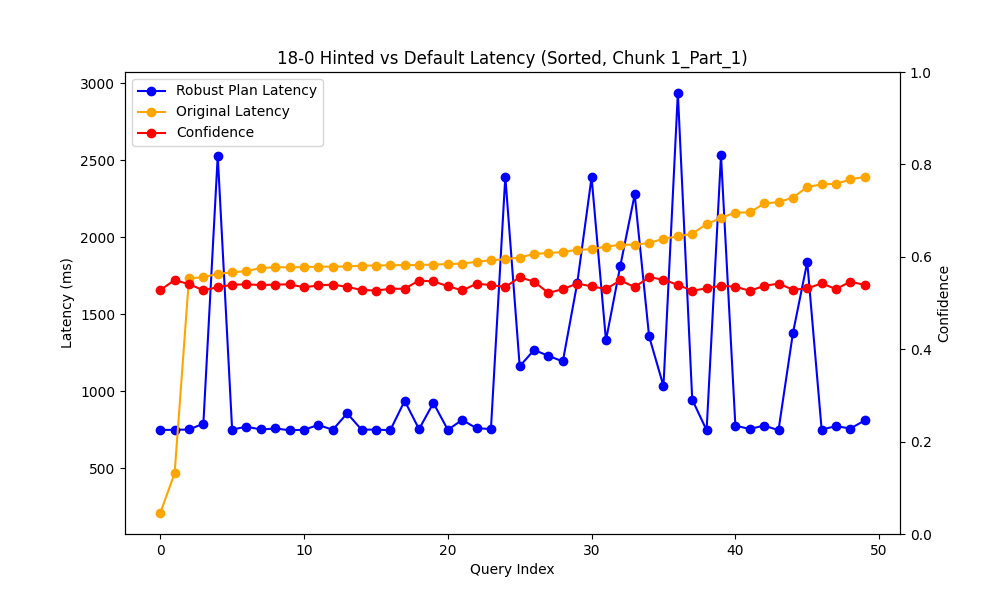 18-0 Hinted vs Default Latency (Sorted, Chunk 1_Part_1)
Robust Plan Latency
Original Latency
Confidence
3000
2500
2000
1500
1000
500
Latency (ms)
1.0
0.8
0.6
0.4
0.2
0.0
Confidence
0 10 20 30 40 50
Query Index